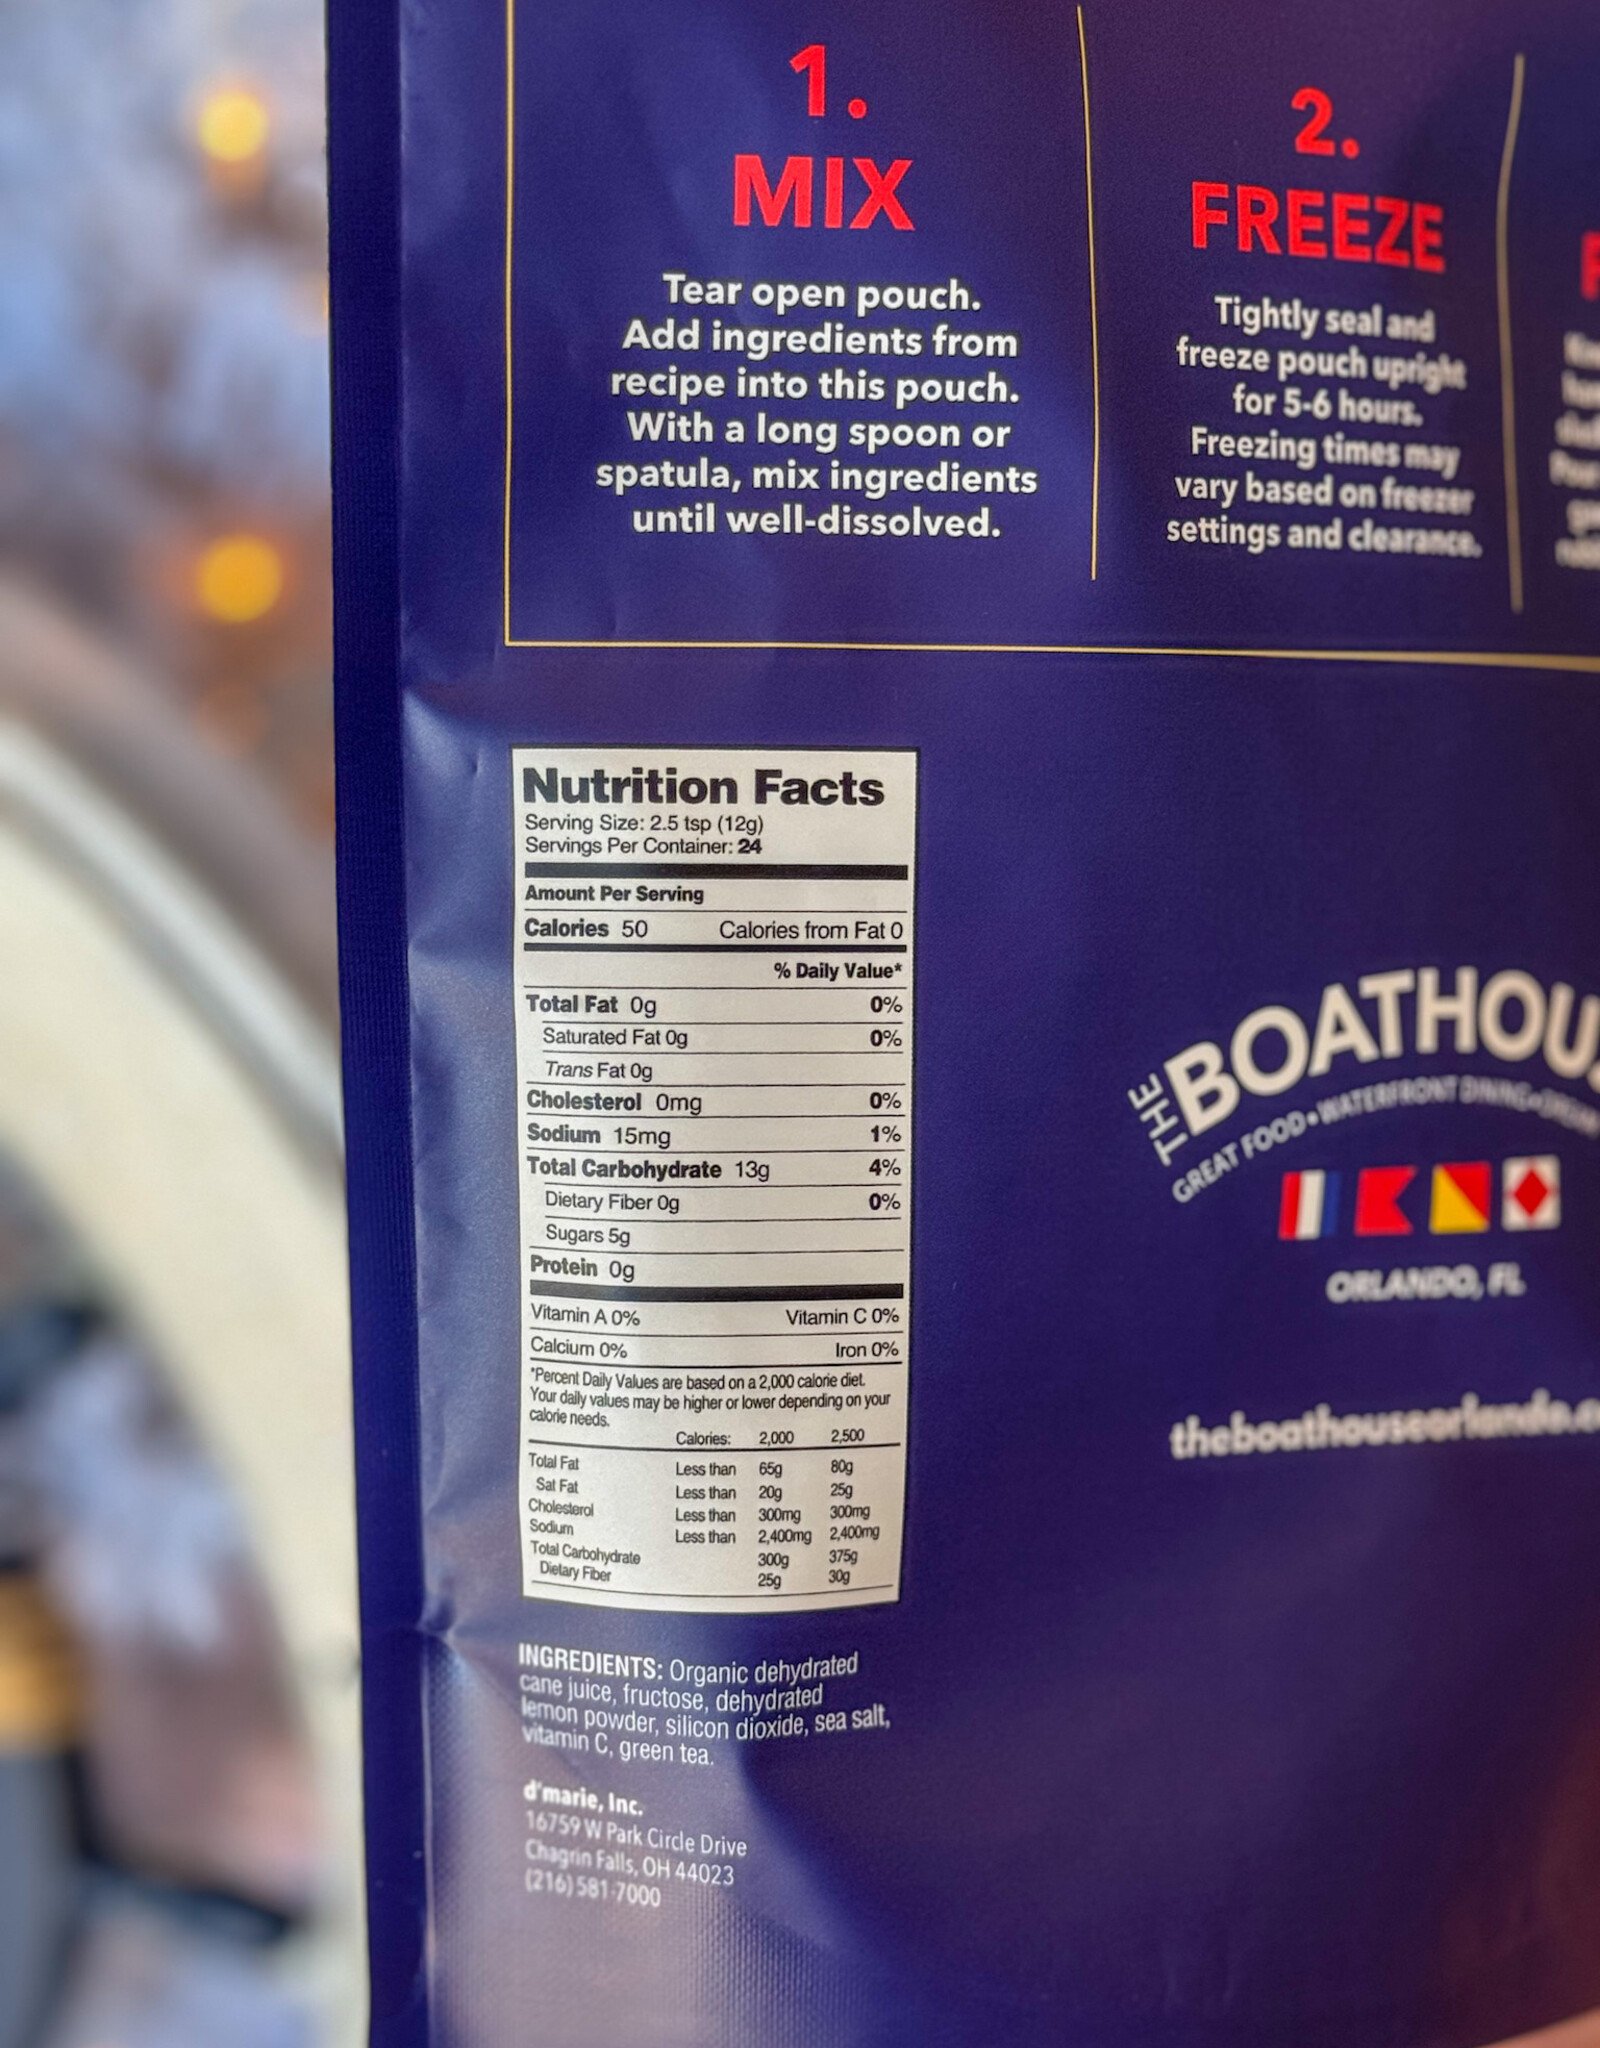 1.
MIX
Tear open pouch.
Add ingredients from
recipe into this pouch.
With a long spoon or
spatula, mix ingredients
until well-dissolved.
2.
FREEZE
Tightly seal and
freeze pouch upright
for 5-6 hours.
Freezing times may
vary based on freezer
settings and clearance.
Nutrition Facts
Serving Size: 2.5 tsp (12g)
Servings Per Container: 24
Amount Per Serving
Calories 50 Calories from Fat 0
% Daily Value*
Total Fat 0g 0%
Saturated Fat 0g 0%
Trans Fat 0g
Cholesterol 0mg 0%
Sodium 15mg 1%
Total Carbohydrate 13g 4%
Dietary Fiber 0g 0%
Sugars 5g
Protein 0g
Vitamin A 0% Vitamin C 0%
Calcium 0% Iron 0%
*Percent Daily Values are based on a 2,000 calorie diet.
Your daily values may be higher or lower depending on your
calorie needs.
Calories: 2,000 2,500
Total Fat Less than 65g 80g
Sat Fat Less than 20g 25g
Cholesterol Less than 300mg 300mg
Sodium Less than 2,400mg 2,400mg
Total Carbohydrate 300g 375g
Dietary Fiber 25g 30g
INGREDIENTS: Organic dehydrated
cane juice, fructose, dehydrated
lemon powder, silicon dioxide, sea salt,
vitamin C, green tea.
d'marie, Inc.
16759 W Park Circle Drive
Chagrin Falls, OH 44023
(216) 581-7000
THE BOATHOU
GREAT FOOD • WATERFRONT DINING •
ORLANDO, FL
theboathouseorlando.c